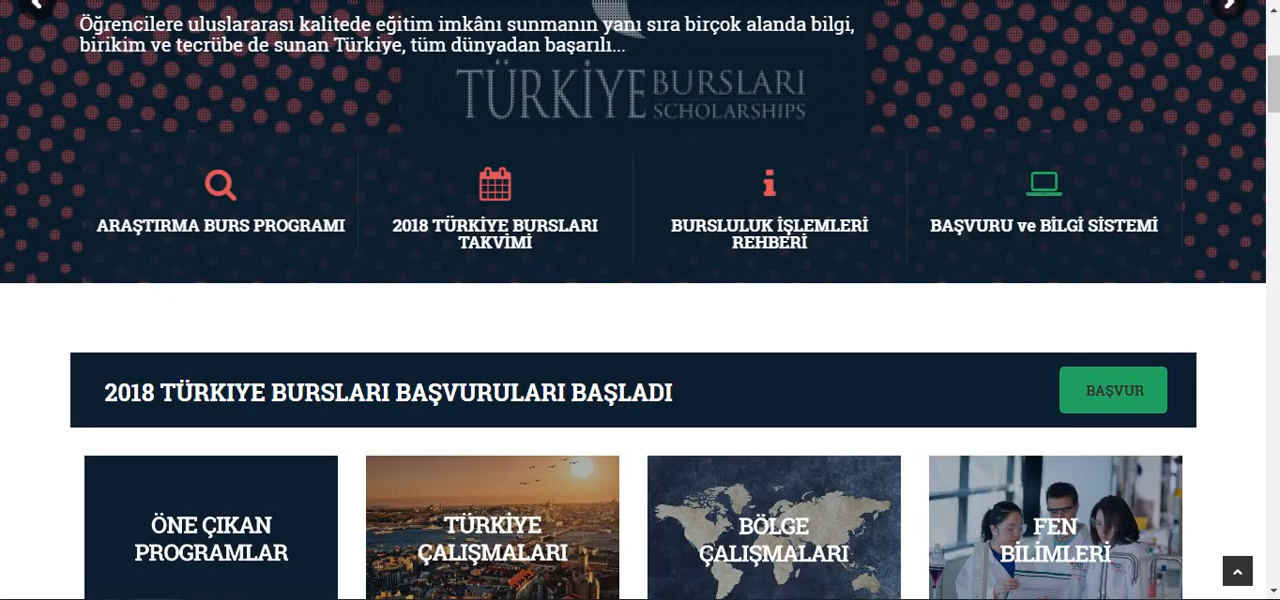 Öğrencilere uluslararası kalitede eğitim imkânı sunmanın yanı sıra birçok alanda bilgi,
birikim ve tecrübe de sunan Türkiye, tüm dünyadan başarılı...
TÜRKİYE BURSLARI
SCHOLARSHIPS
ARAŞTIRMA BURS PROGRAMI
2018 TÜRKİYE BURSLARI
TAKVİMİ
BURSLULUK İŞLEMLERİ
REHBERİ
BAŞVURU ve BİLGİ SİSTEMİ
2018 TÜRKIYE BURSLARI BAŞVURULARI BAŞLADI
BAŞVUR
ÖNE ÇIKAN
PROGRAMLAR
TÜRKİYE
ÇALIŞMALARI
BÖLGE
ÇALIŞMALARI
FEN
BİLİMLERİ